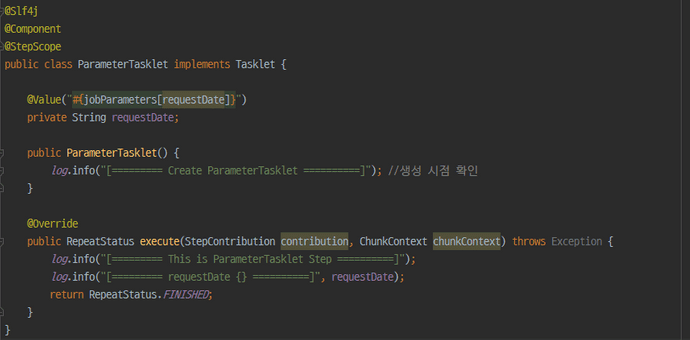 @Slf4j
@Component
@StepScope
public class ParameterTasklet implements Tasklet {
@Value("#{jobParameters[requestDate]}")
private String requestDate;
public ParameterTasklet() {
log.info("[========= Create ParameterTasklet ==========]"); //생성 시점 확인
}
@Override
public RepeatStatus execute(StepContribution contribution, ChunkContext chunkContext) throws Exception {
log.info("[========= This is ParameterTasklet Step ==========]");
log.info("[========= requestDate {} ==========]", requestDate);
return RepeatStatus.FINISHED;
}
}